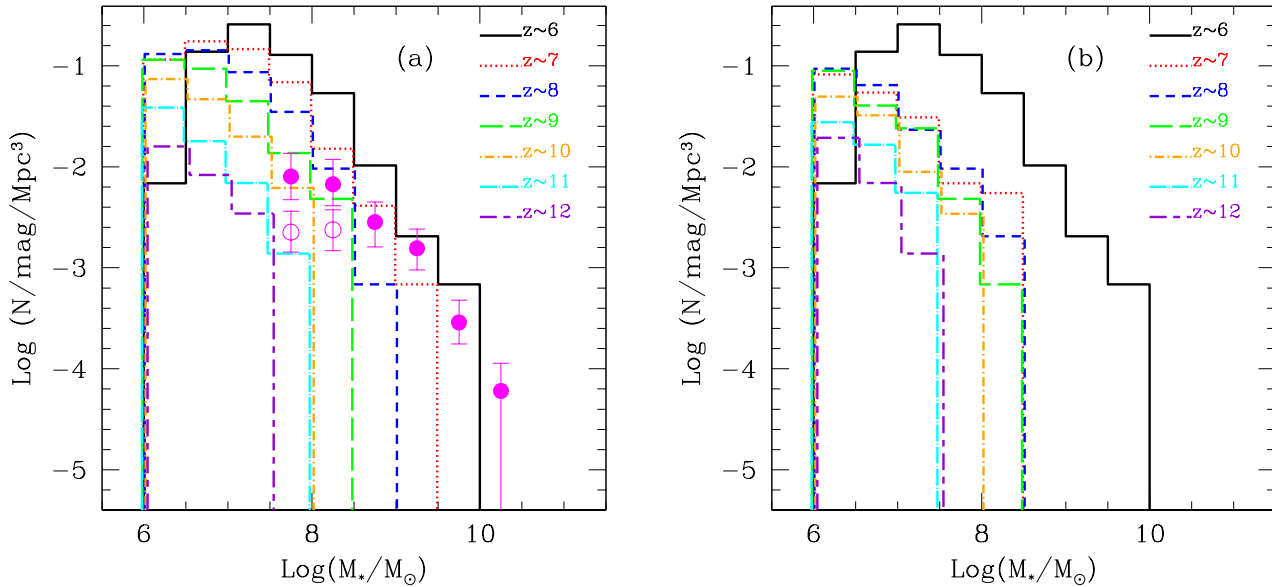 (a)
z~6
z~7
z~8
z~9
z~10
z~11
z~12
−1
−2
−3
−4
−5
Log (N/mag/Mpc³)
6
8
10
Log(M*/M⊙)
(b)
z~6
z~7
z~8
z~9
z~10
z~11
z~12
−1
−2
−3
−4
−5
Log (N/mag/Mpc³)
6
8
10
Log(M*/M⊙)